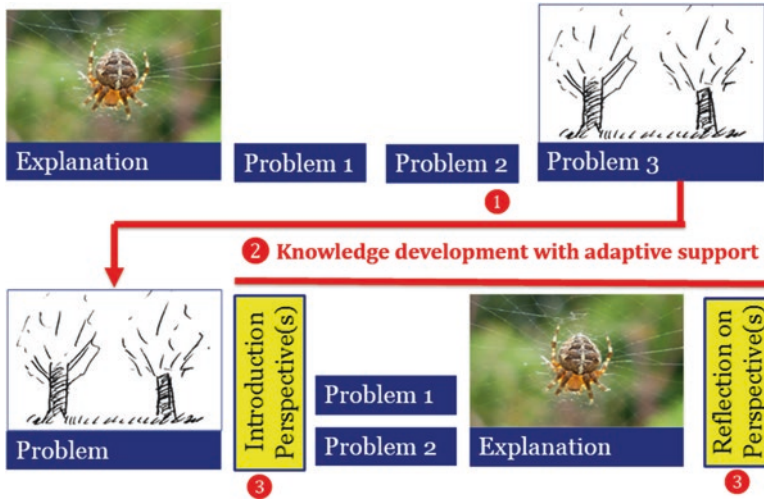 Explanation
Problem 1
Problem 2
Problem 3
1
2 Knowledge development with adaptive support
Problem
Introduction
Perspective(s)
3
Problem 1
Problem 2
Explanation
Reflection on
Perspective(s)
3